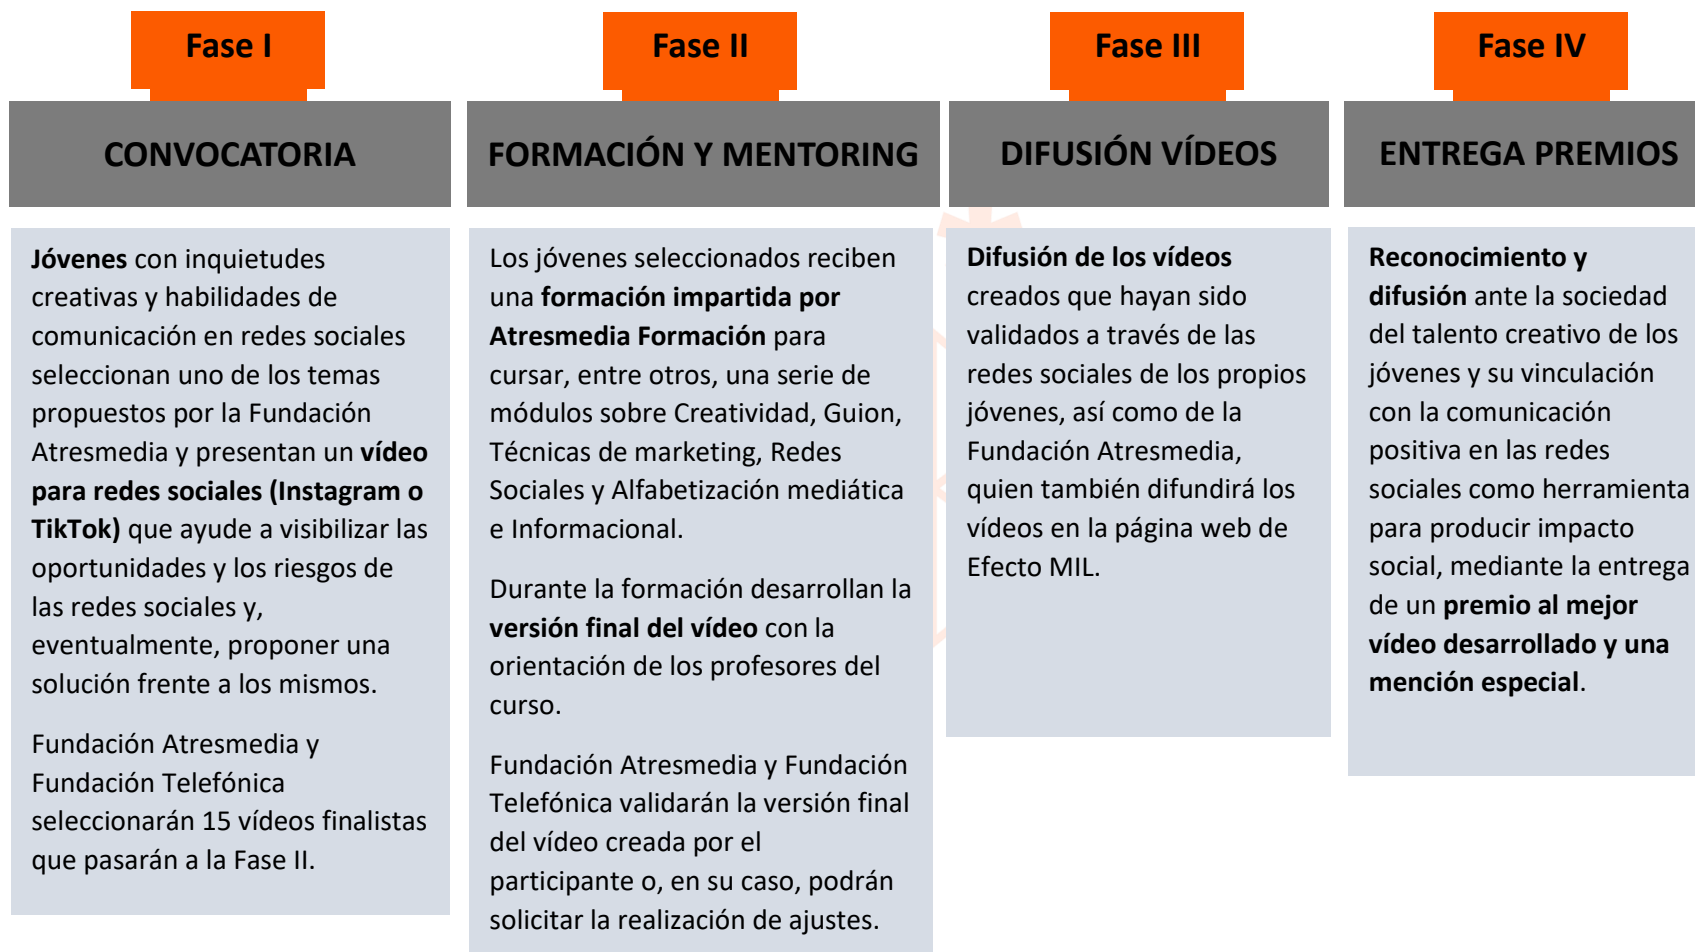 Fase I
CONVOCATORIA
Jóvenes con inquietudes
creativas y habilidades de
comunicación en redes sociales
seleccionan uno de los temas
propuestos por la Fundación
Atresmedia y presentan un vídeo
para redes sociales (Instagram o
TikTok) que ayude a visibilizar las
oportunidades y los riesgos de
las redes sociales y,
eventualmente, proponer una
solución frente a los mismos.
Fundación Atresmedia y
Fundación Telefónica
seleccionarán 15 vídeos finalistas
que pasarán a la Fase II.
Fase II
FORMACIÓN Y MENTORING
Los jóvenes seleccionados reciben
una formación impartida por
Atresmedia Formación para
cursar, entre otros, una serie de
módulos sobre Creatividad, Guion,
Técnicas de marketing, Redes
Sociales y Alfabetización mediática
e Informacional.
Durante la formación desarrollan la
versión final del vídeo con la
orientación de los profesores del
curso.
Fundación Atresmedia y Fundación
Telefónica validarán la versión final
del vídeo creada por el
participante o, en su caso, podrán
solicitar la realización de ajustes.
Fase III
DIFUSIÓN VÍDEOS
Difusión de los vídeos
creados que hayan sido
validados a través de las
redes sociales de los propios
jóvenes, así como de la
Fundación Atresmedia,
quien también difundirá los
vídeos en la página web de
Efecto MIL.
Fase IV
ENTREGA PREMIOS
Reconocimiento y
difusión ante la sociedad
del talento creativo de los
jóvenes y su vinculación
con la comunicación
positiva en las redes
sociales como herramienta
para producir impacto
social, mediante la entrega
de un premio al mejor
vídeo desarrollado y una
mención especial.